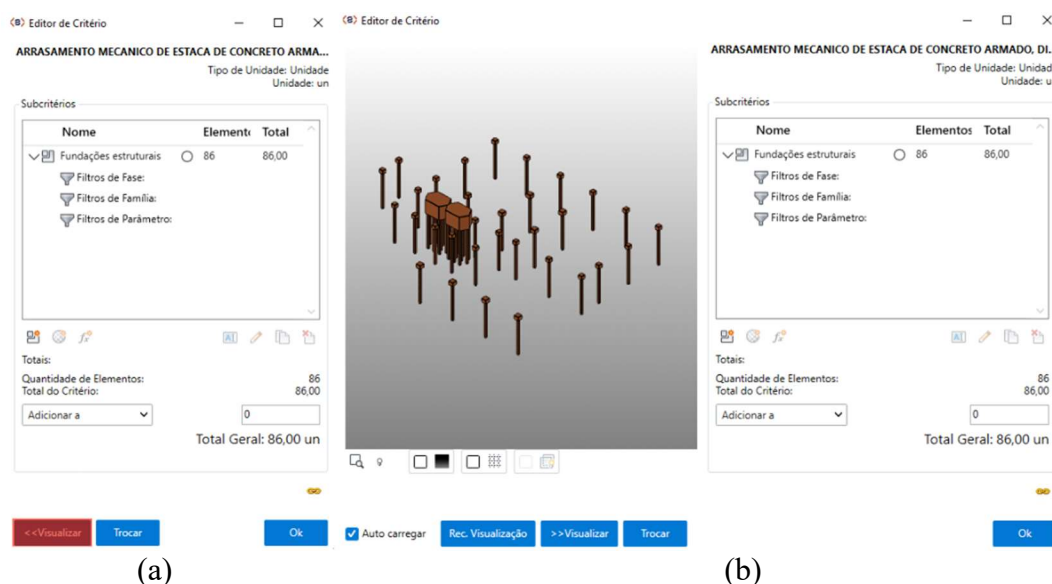 Editor de Critério
ARRASAMENTO MECANICO DE ESTACA DE CONCRETO ARMA...
Tipo de Unidade: Unidade
Unidade: un
Subcritérios
Nome Elemento Total
Fundações estruturais 86 86,00
Filtros de Fase:
Filtros de Família:
Filtros de Parâmetro:
Totais:
Quantidade de Elementos: 86
Total do Critério: 86,00
Adicionar a 0
Total Geral: 86,00 un
<<Visualizar Trocar Ok
(a)
Editor de Critério
ARRASAMENTO MECANICO DE ESTACA DE CONCRETO ARMADO, DI...
Tipo de Unidade: Unidad
Unidade: u
Subcritérios
Nome Elementos Total
Fundações estruturais 86 86,00
Filtros de Fase:
Filtros de Família:
Filtros de Parâmetro:
Totais:
Quantidade de Elementos: 86
Total do Critério: 86,00
Adicionar a 0
Total Geral: 86,00 un
Auto carregar Rec. Visualização >>Visualizar Trocar Ok
(b)